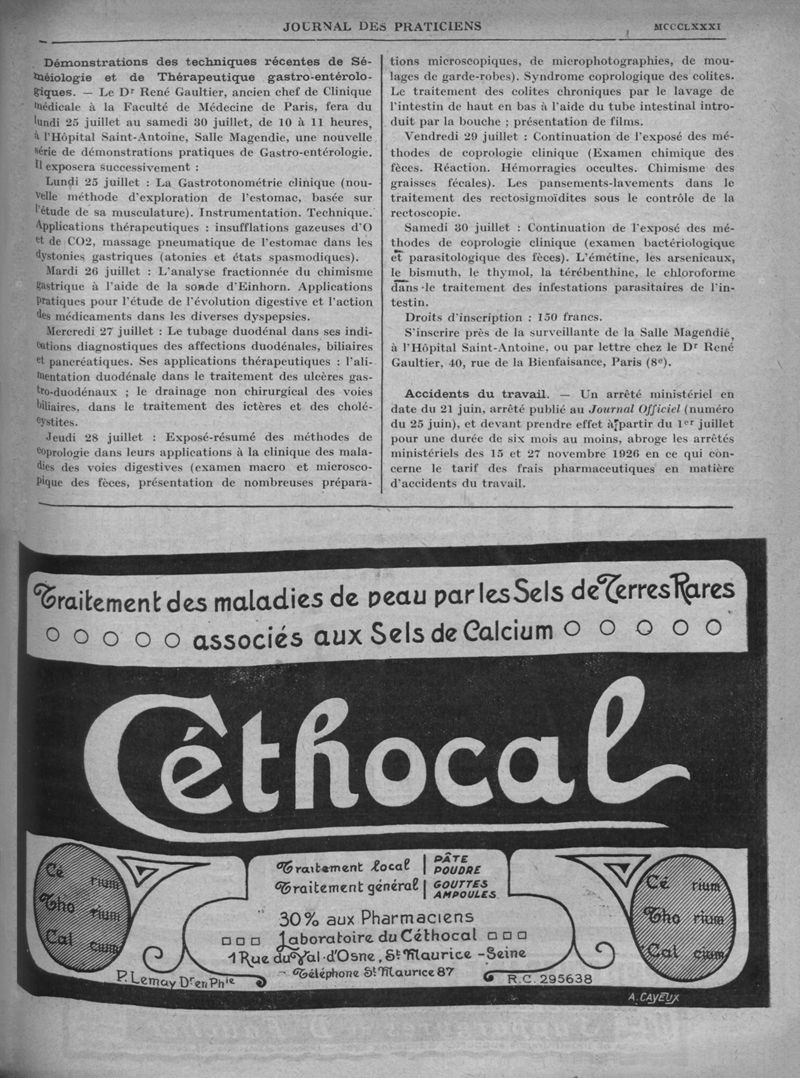 JOURNAL DES PRATICIENS
MCCCLXXXI
Démonstrations des techniques récentes de Sé-
méiologie et de Thérapeutique gastro-entérolo-
giques. — Le Dr René Gaultier, ancien chef de Clinique
médicale à la Faculté de Médecine de Paris, fera du
lundi 25 juillet au samedi 30 juillet, de 10 à 11 heures,
à l'Hôpital Saint-Antoine, Salle Magendie, une nouvelle
série de démonstrations pratiques de Gastro-entérologie.
Il exposera successivement :
Lundi 25 juillet : La Gastrotonométrie clinique (nou-
velle méthode d'exploration de l'estomac, basée sur
l'étude de sa musculature). Instrumentation. Technique.
Applications thérapeutiques : insufflations gazeuses d'O
et de CO2, massage pneumatique de l'estomac dans les
dystonies gastriques (atonies et états spasmodiques).
Mardi 26 juillet : L'analyse fractionnée du chimisme
gastrique à l'aide de la sonde d'Einhorn. Applications
pratiques pour l'étude de l'évolution digestive et l'action
des médicaments dans les diverses dyspepsies.
Mercredi 27 juillet : Le tubage duodénal dans ses indi-
cations diagnostiques des affections duodénales, biliaires
et pancréatiques. Ses applications thérapeutiques : l'ali-
mentation duodénale dans le traitement des ulcères gas-
tro-duodénaux ; le drainage non chirurgical des voies
biliaires, dans le traitement des ictères et des cholé-
cystites.
Jeudi 28 juillet : Exposé-résumé des méthodes de
coprologie dans leurs applications à la clinique des mala-
dies des voies digestives (examen macro et microsco-
pique des fèces, présentation de nombreuses prépara-
tions microscopiques, de microphotographies, de mou-
lages de garde-robes). Syndrome coprologique des colites.
Le traitement des colites chroniques par le lavage de
l'intestin de haut en bas à l'aide du tube intestinal intro-
duit par la bouche ; présentation de films.
Vendredi 29 juillet : Continuation de l'exposé des mé-
thodes de coprologie clinique (Examen chimique des
fèces. Réaction. Hémorragies occultes. Chimisme des
graisses fécales). Les pansements-lavements dans le
traitement des rectosigmoïdites sous le contrôle de la
rectoscopie.
Samedi 30 juillet : Continuation de l'exposé des mé-
thodes de coprologie clinique (examen bactériologique
et parasitologique des fèces). L'émétine, les arsenicaux,
le bismuth, le thymol, la térébenthine, le chloroforme
dans le traitement des infestations parasitaires de l'in-
testin.
Droits d'inscription : 150 francs.
S'inscrire près de la surveillante de la Salle Magendie,
à l'Hôpital Saint-Antoine, ou par lettre chez le Dr René
Gaultier, 40, rue de la Bienfaisance, Paris (8e).
Accidents du travail. — Un arrêté ministériel en
date du 21 juin, arrêté publié au Journal Officiel (numéro
du 25 juin), et devant prendre effet à partir du 1er juillet
pour une durée de six mois au moins, abroge les arrêtés
ministériels des 15 et 27 novembre 1926 en ce qui con-
cerne le tarif des frais pharmaceutiques en matière
d'accidents du travail.
Traitement des maladies de peau par les Sels de Terres Rares
associés aux Sels de Calcium
Céthocal
Cé rium
Tho rium
Cal cium
Traitement local | PÂTE POUDRE
Traitement général | GOUTTES AMPOULES
30% aux Pharmaciens
Laboratoire du Céthocal
1 Rue du Val-d'Osne, St Maurice - Seine
Téléphone St Maurice 87
Cé rium
Tho rium
Cal cium
P. Lemay Dr en Phie
R.C. 295638
A. CAYEUX